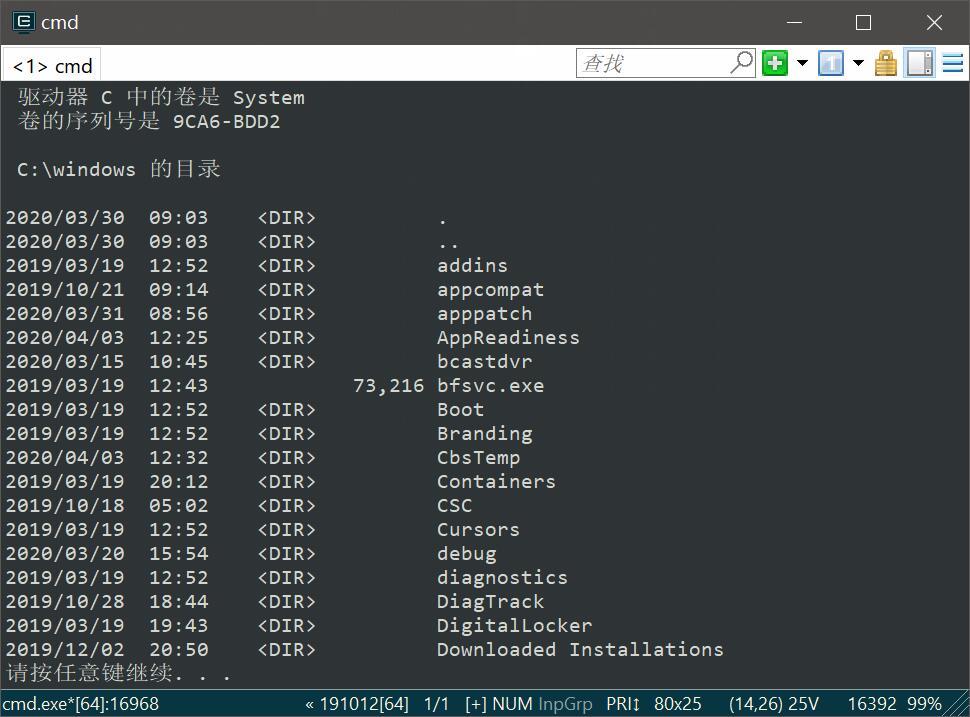 cmd
<1> cmd
查找
驱动器 C 中的卷是 System
卷的序列号是 9CA6-BDD2
C:\windows 的目录
2020/03/30  09:03    <DIR>          .
2020/03/30  09:03    <DIR>          ..
2019/03/19  12:52    <DIR>          addins
2019/10/21  09:14    <DIR>          appcompat
2020/03/31  08:56    <DIR>          apppatch
2020/04/03  12:25    <DIR>          AppReadiness
2020/03/15  10:45    <DIR>          bcastdvr
2019/03/19  12:43            73,216 bfsvc.exe
2019/03/19  12:52    <DIR>          Boot
2019/03/19  12:52    <DIR>          Branding
2020/04/03  12:32    <DIR>          CbsTemp
2019/03/19  20:12    <DIR>          Containers
2019/10/18  05:02    <DIR>          CSC
2019/03/19  12:52    <DIR>          Cursors
2020/03/20  15:54    <DIR>          debug
2019/03/19  12:52    <DIR>          diagnostics
2019/10/28  18:44    <DIR>          DiagTrack
2019/03/19  19:43    <DIR>          DigitalLocker
2019/12/02  20:50    <DIR>          Downloaded Installations
请按任意键继续. . .
cmd.exe*[64]:16968 « 191012[64] 1/1 [+] NUM InpGrp PRI↕ 80x25 (14,26) 25V 16392 99%